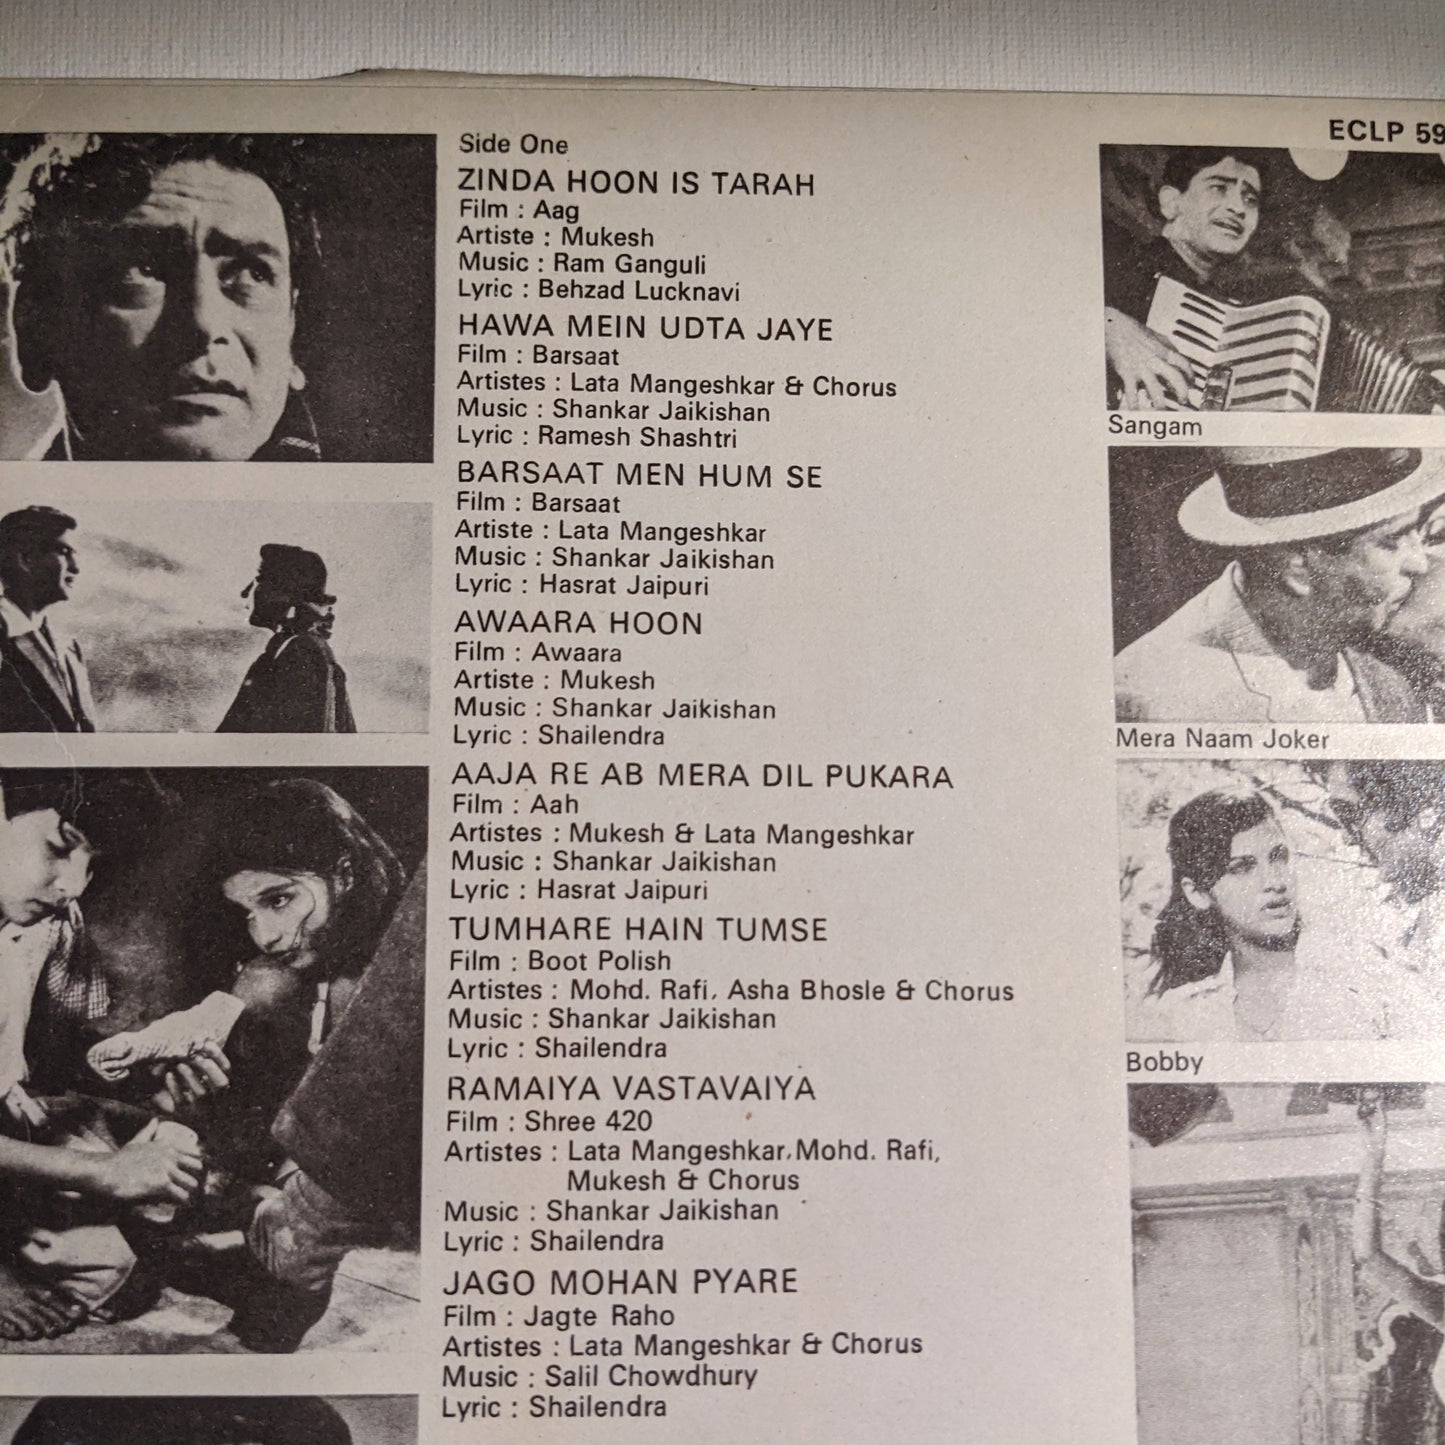 ECLP 59
Side One
ZINDA HOON IS TARAH
Film : Aag
Artiste : Mukesh
Music : Ram Ganguli
Lyric : Behzad Lucknavi
HAWA MEIN UDTA JAYE
Film : Barsaat
Artistes : Lata Mangeshkar & Chorus
Music : Shankar Jaikishan
Lyric : Ramesh Shashtri
BARSAAT MEN HUM SE
Film : Barsaat
Artiste : Lata Mangeshkar
Music : Shankar Jaikishan
Lyric : Hasrat Jaipuri
AWAARA HOON
Film : Awaara
Artiste : Mukesh
Music : Shankar Jaikishan
Lyric : Shailendra
AAJA RE AB MERA DIL PUKARA
Film : Aah
Artistes : Mukesh & Lata Mangeshkar
Music : Shankar Jaikishan
Lyric : Hasrat Jaipuri
TUMHARE HAIN TUMSE
Film : Boot Polish
Artistes : Mohd. Rafi, Asha Bhosle & Chorus
Music : Shankar Jaikishan
Lyric : Shailendra
RAMAIYA VASTAVAIYA
Film : Shree 420
Artistes : Lata Mangeshkar, Mohd. Rafi,
Mukesh & Chorus
Music : Shankar Jaikishan
Lyric : Shailendra
JAGO MOHAN PYARE
Film : Jagte Raho
Artistes : Lata Mangeshkar & Chorus
Music : Salil Chowdhury
Lyric : Shailendra
Sangam
Mera Naam Joker
Bobby